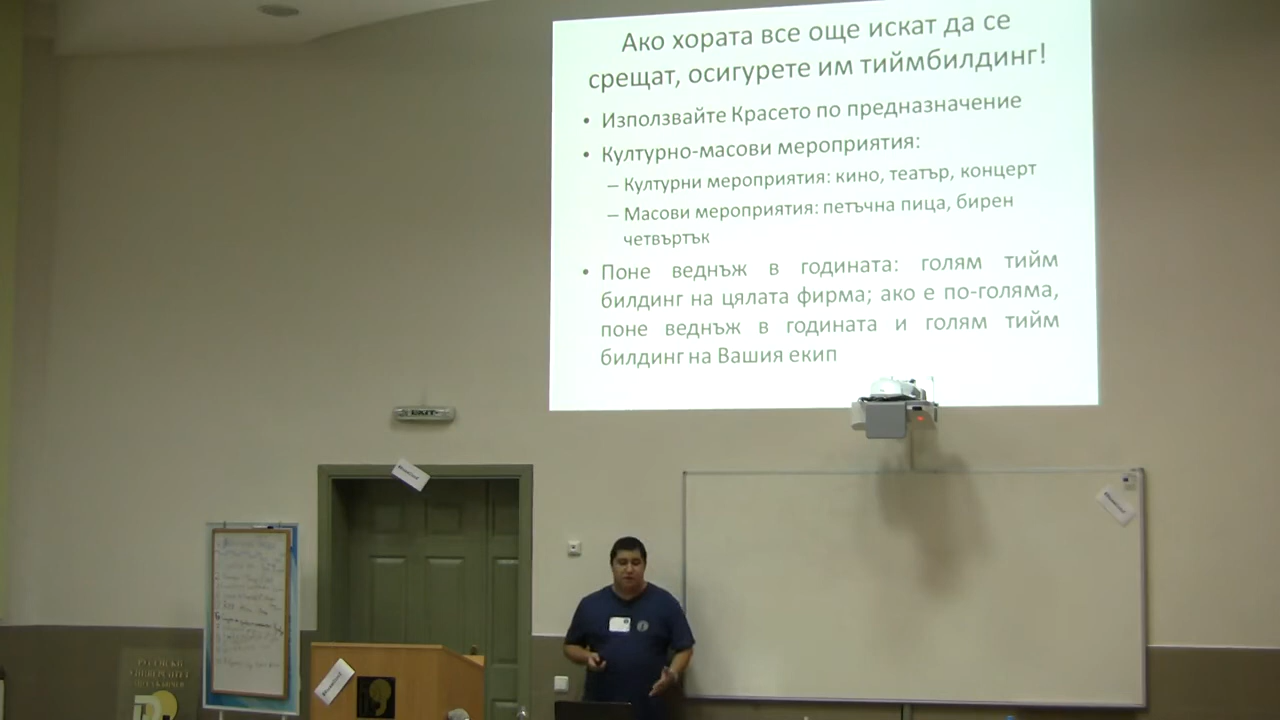 Ако хората все още искат да се
срещат, осигурете им тиймбилдинг!
• Използвайте Красето по предназначение
• Културно-масови мероприятия:
– Културни мероприятия: кино, театър, концерт
– Масови мероприятия: петъчна пица, бирен
четвъртък
• Поне веднъж в годината: голям тийм
билдинг на цялата фирма; ако е по-голяма,
поне веднъж в годината и голям тийм
билдинг на Вашия екип
EXIT
РУСЕНСКИ
УНИВЕРСИТЕТ